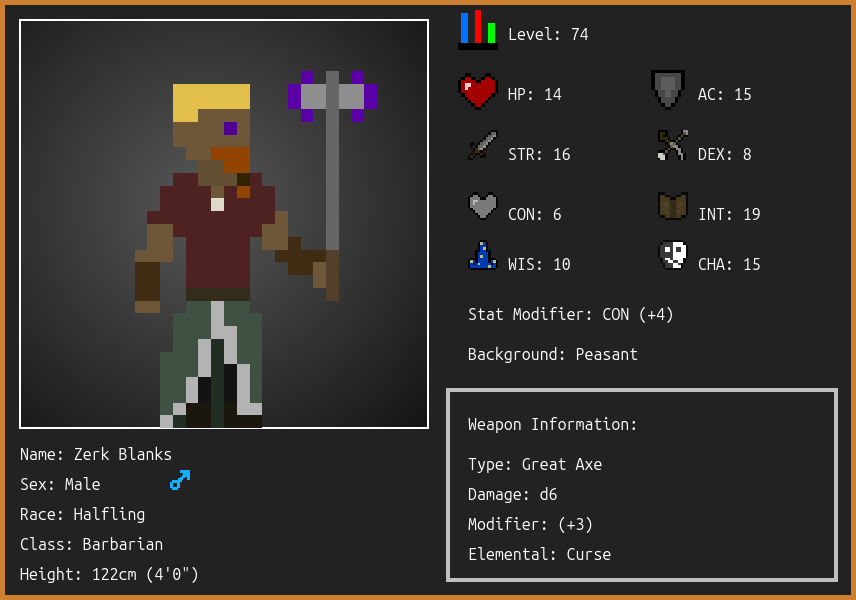 Level: 74
HP: 14
AC: 15
STR: 16
DEX: 8
CON: 6
INT: 19
WIS: 10
CHA: 15
Stat Modifier: CON (+4)
Background: Peasant
Weapon Information:
Type: Great Axe
Damage: d6
Modifier: (+3)
Elemental: Curse
Name: Zerk Blanks
Sex: Male
Race: Halfling
Class: Barbarian
Height: 122cm (4'0")